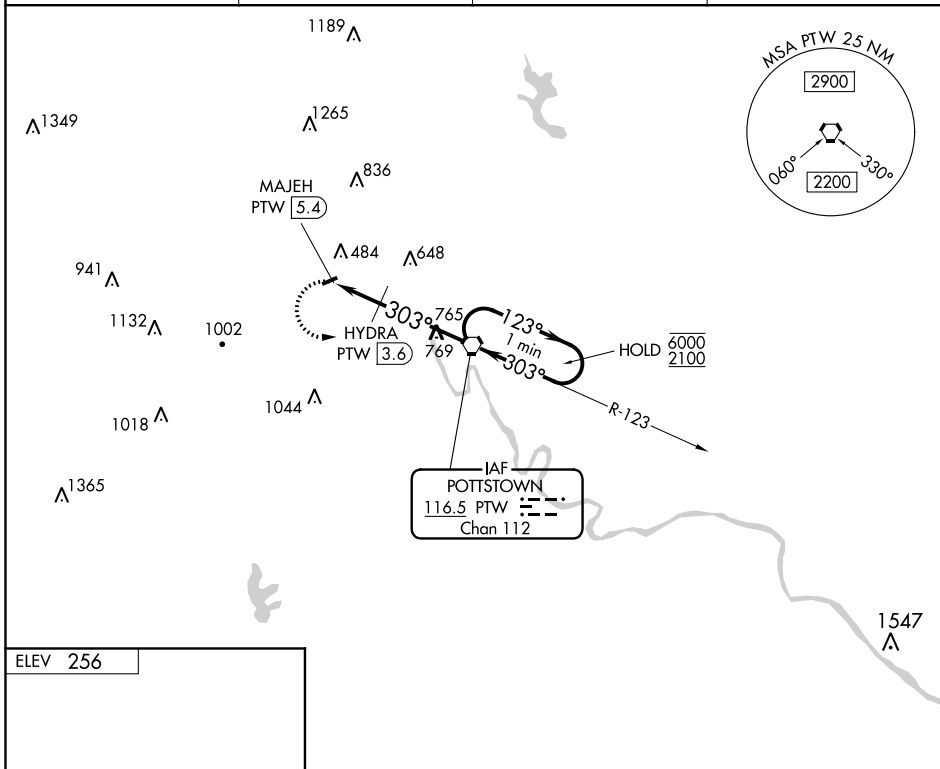 1189
MSA PTW 25 NM
2900
1349
1265
060°
330°
2200
836
MAJEH
PTW 5.4
484
648
941
303°
765
123°
1132
1002
HYDRA
PTW 3.6
769
1 min
303°
HOLD 6000
2100
1044
1018
R-123
1365
IAF
POTTSTOWN
116.5 PTW
Chan 112
1547
ELEV 256